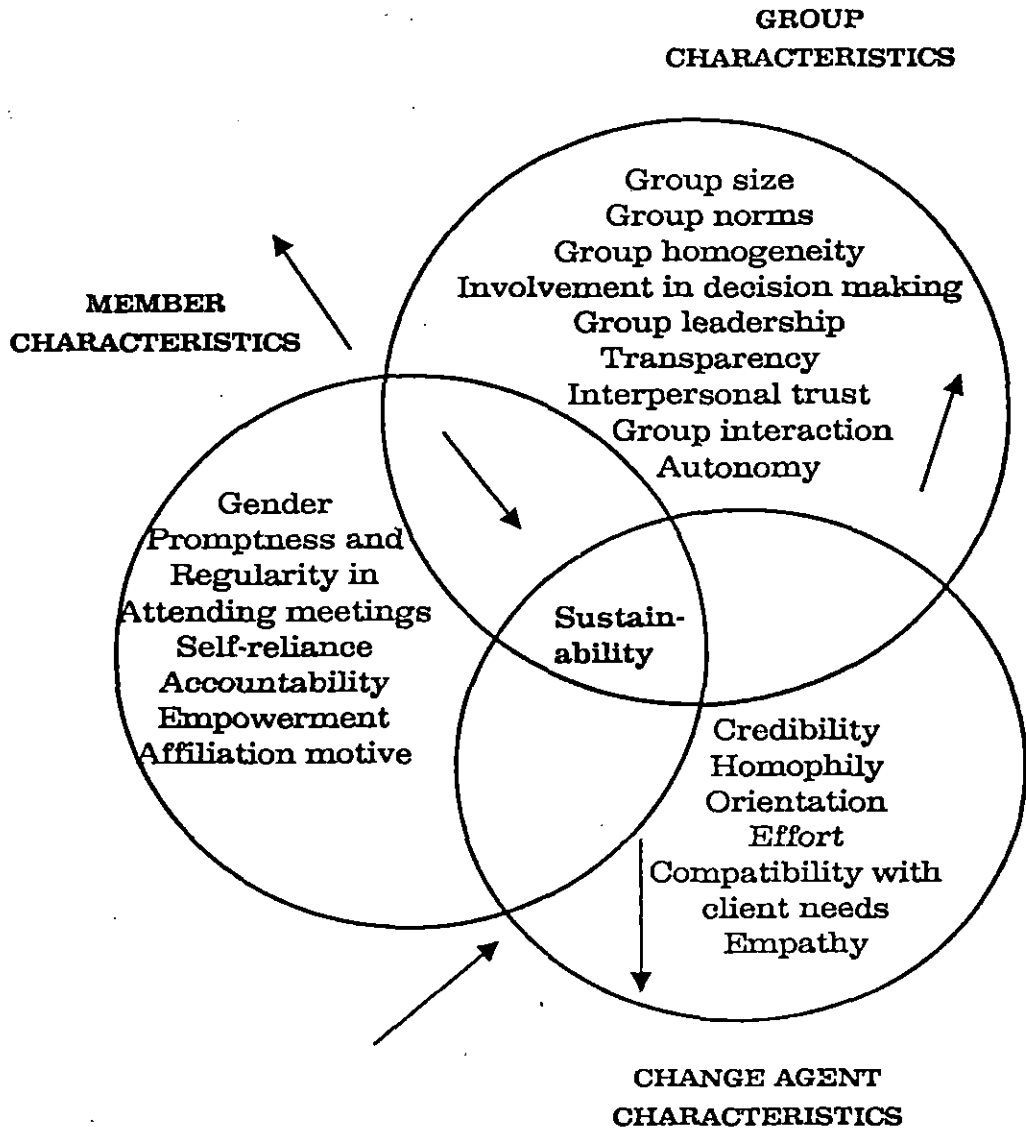 GROUP
CHARACTERISTICS
Group size
Group norms
Group homogeneity
Involvement in decision making
Group leadership
Transparency
Interpersonal trust
Group interaction
Autonomy
MEMBER
CHARACTERISTICS
Gender
Promptness and
Regularity in
Attending meetings
Self-reliance
Accountability
Empowerment
Affiliation motive
Sustain-
ability
Credibility
Homophily
Orientation
Effort
Compatibility with
client needs
Empathy
CHANGE AGENT
CHARACTERISTICS